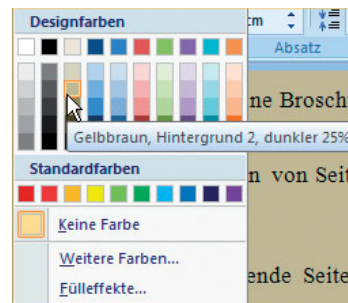 Designfarben
cm
Absatz
ne Brosch
Gelbbraun, Hintergrund 2, dunkler 25%
Standardfarben
n von Seit
Keine Farbe
Weitere Farben...
ende Seite
Fülleffekte...